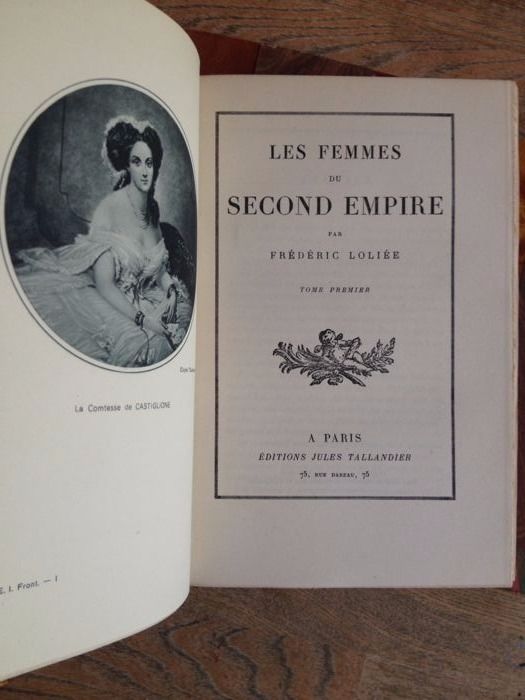 La Comtesse de CASTIGLIONE
E. I. Front. — I
LES FEMMES
DU
SECOND EMPIRE
PAR
FRÉDÉRIC LOLIÉE
TOME PREMIER
A PARIS
ÉDITIONS JULES TALLANDIER
75, RUE DAREAU, 75